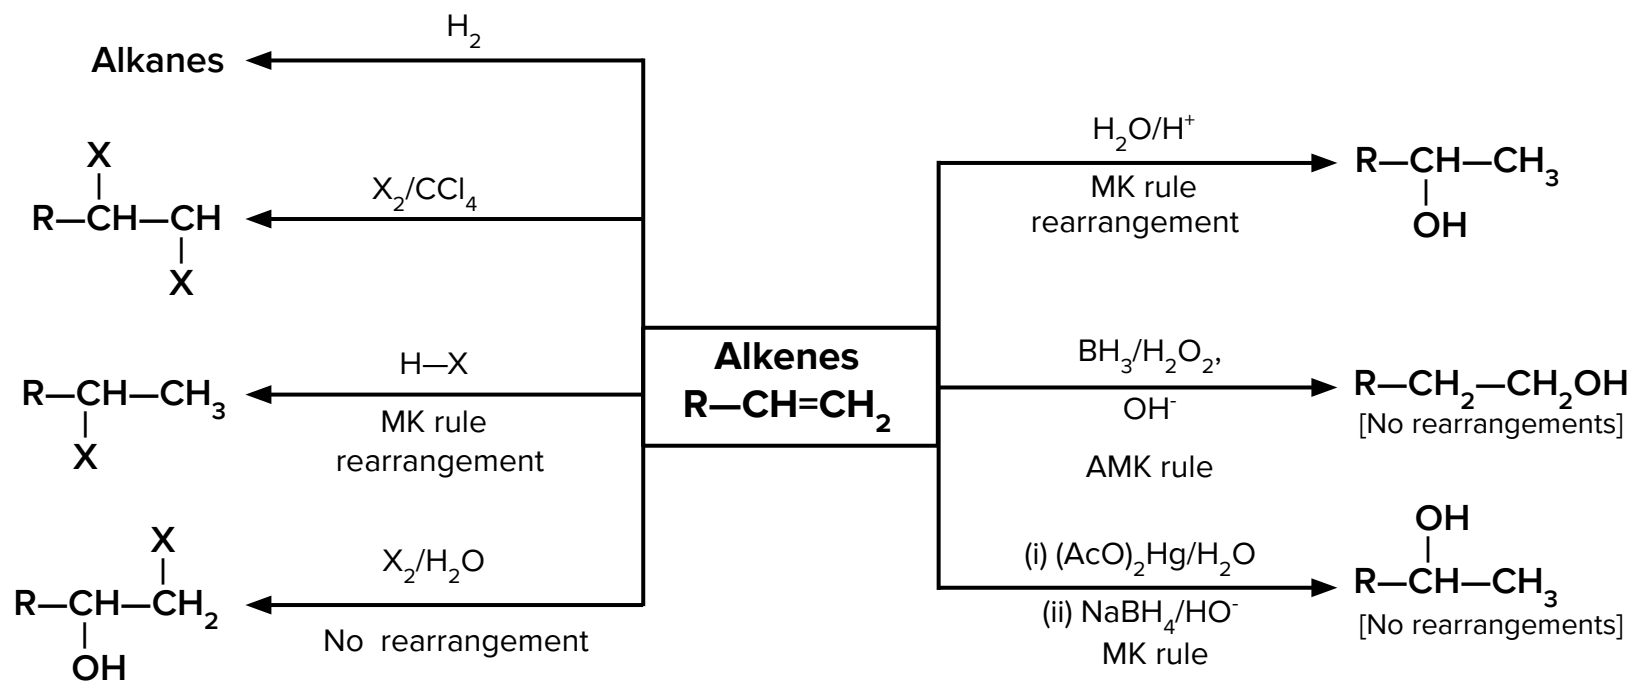 H₂
Alkanes
X
X₂/CCl₄
R—CH—CH
X
H—X
R—CH—CH₃
MK rule
X
rearrangement
X
X₂/H₂O
R—CH—CH₂
No rearrangement
OH
Alkenes
R—CH=CH₂
H₂O/H⁺
R—CH—CH₃
MK rule
rearrangement
OH
BH₃/H₂O₂,
R—CH₂—CH₂OH
OH⁻
[No rearrangements]
AMK rule
OH
(i) (AcO)₂Hg/H₂O
R—CH—CH₃
(ii) NaBH₄/HO⁻
[No rearrangements]
MK rule